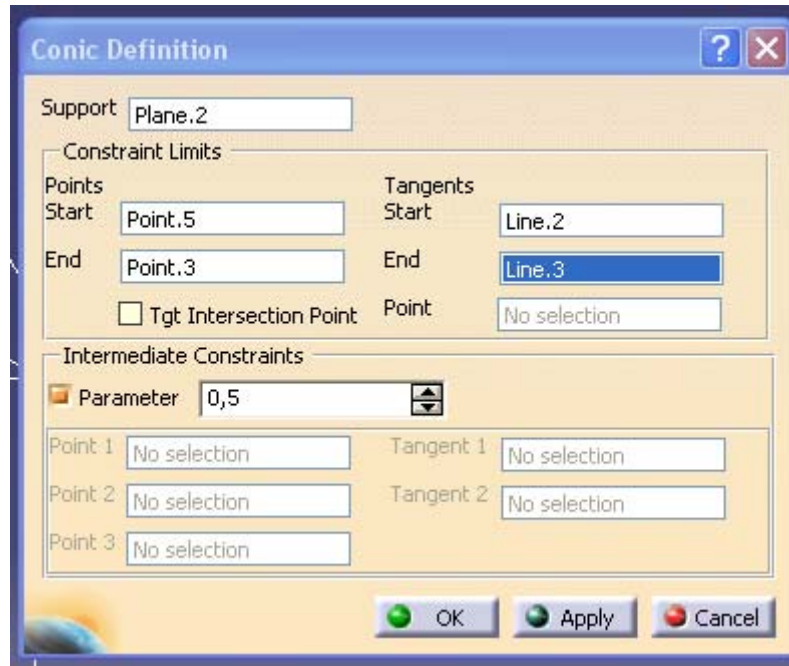 Conic Definition
Support Plane.2
Constraint Limits
Points Tangents
Start Point.5 Start Line.2
End Point.3 End Line.3
Tgt Intersection Point Point No selection
Intermediate Constraints
Parameter 0,5
Point 1 No selection Tangent 1 No selection
Point 2 No selection Tangent 2 No selection
Point 3 No selection
OK Apply Cancel